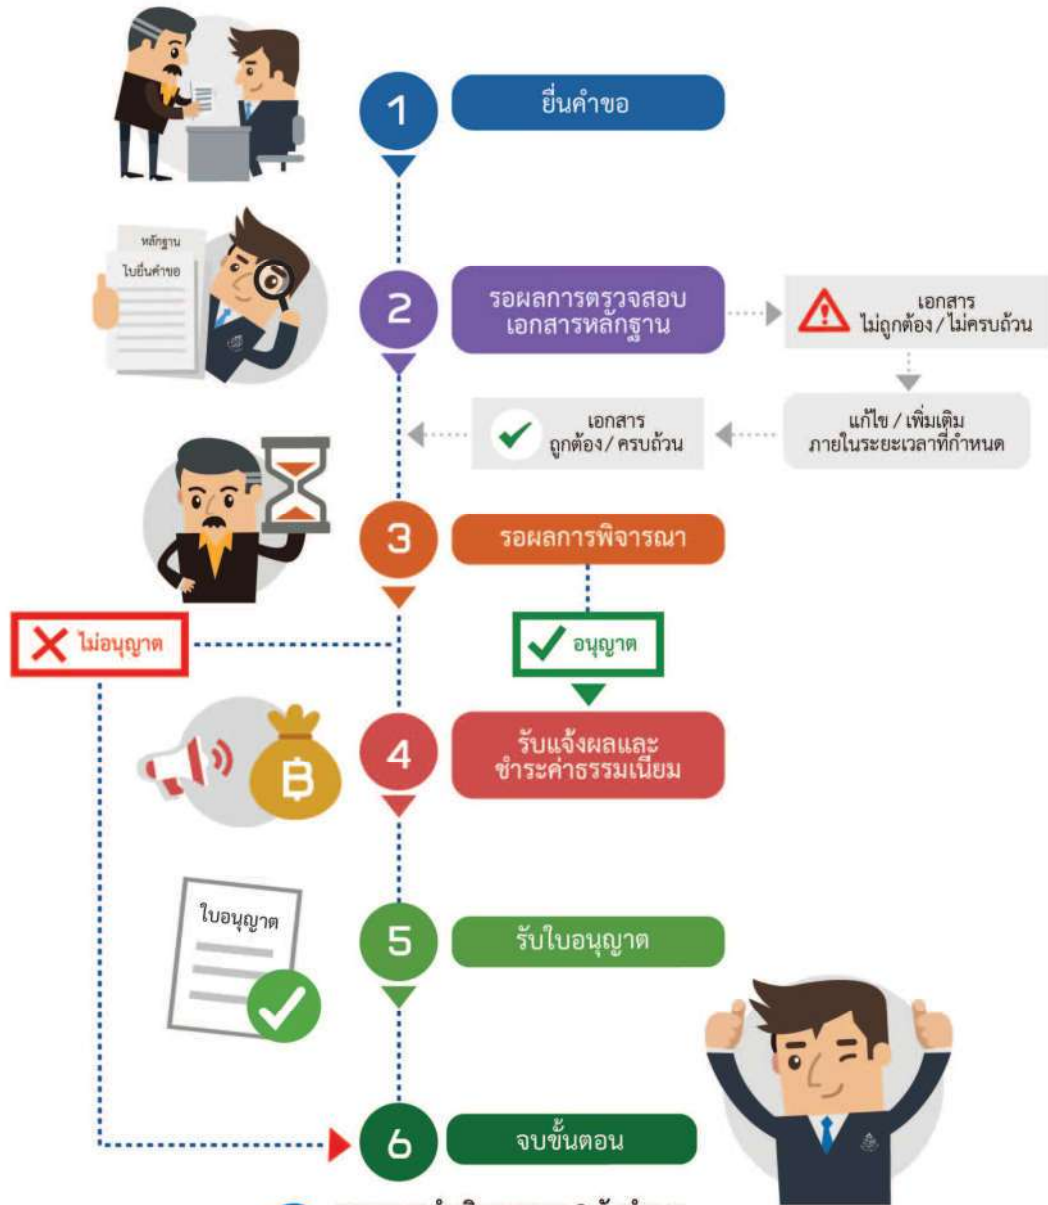 1
ยื่นคำขอ
หลักฐาน
ใบยื่นคำขอ
2
รอผลการตรวจสอบ
เอกสารหลักฐาน
เอกสาร
ไม่ถูกต้อง / ไม่ครบถ้วน
แก้ไข / เพิ่มเติม
ภายในระยะเวลาที่กำหนด
เอกสาร
ถูกต้อง / ครบถ้วน
3
รอผลการพิจารณา
ไม่อนุญาต
อนุญาต
4
รับแจ้งผลและ
ชำระค่าธรรมเนียม
B
ใบอนุญาต
5
รับใบอนุญาต
6
จบขั้นตอน